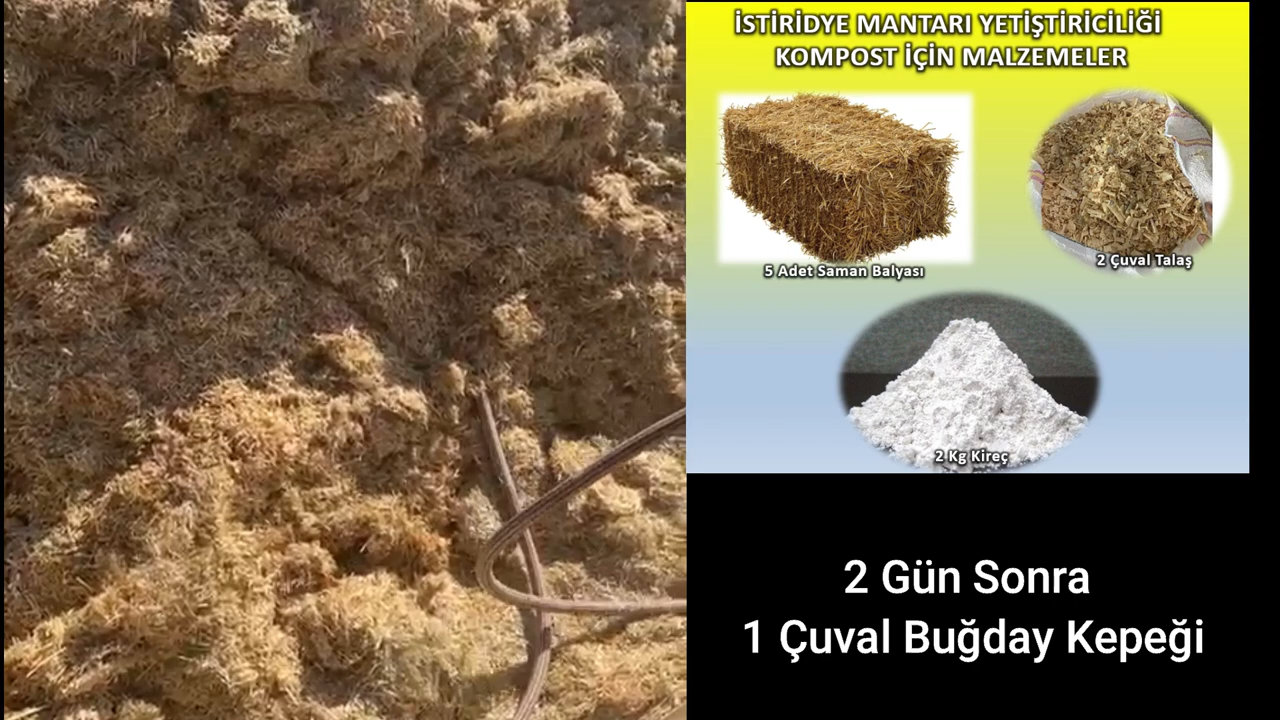 İSTİRİDYE MANTARI YETİŞTİRİCİLİĞİ
KOMPOST İÇİN MALZEMELER
5 Adet Saman Balyası
2 Çuval Talaş
2 Kg Kireç
2 Gün Sonra
1 Çuval Buğday Kepeği